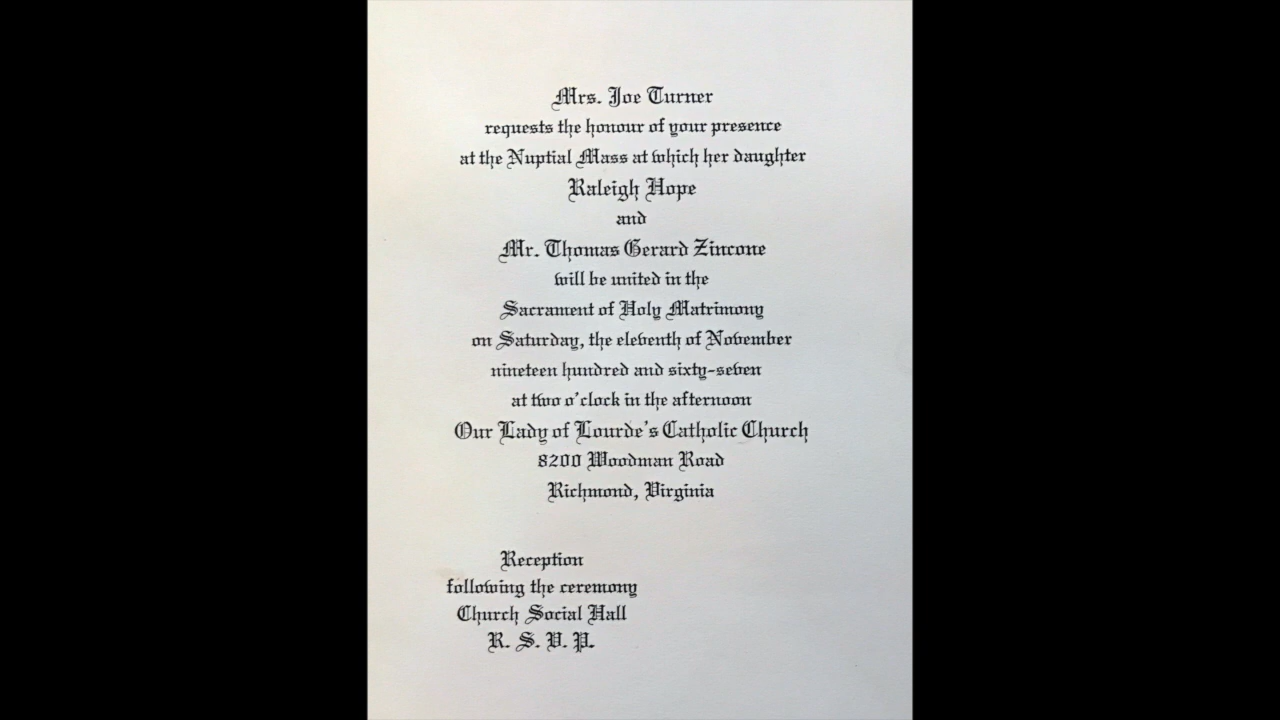 Mrs. Joe Turner
requests the honour of your presence
at the Nuptial Mass at which her daughter
Raleigh Hope
and
Mr. Thomas Gerard Zincone
will be united in the
Sacrament of Holy Matrimony
on Saturday, the eleventh of November
nineteen hundred and sixty-seven
at two o'clock in the afternoon
Our Lady of Lourde's Catholic Church
8200 Woodman Road
Richmond, Virginia
Reception
following the ceremony
Church Social Hall
R. S. V. P.